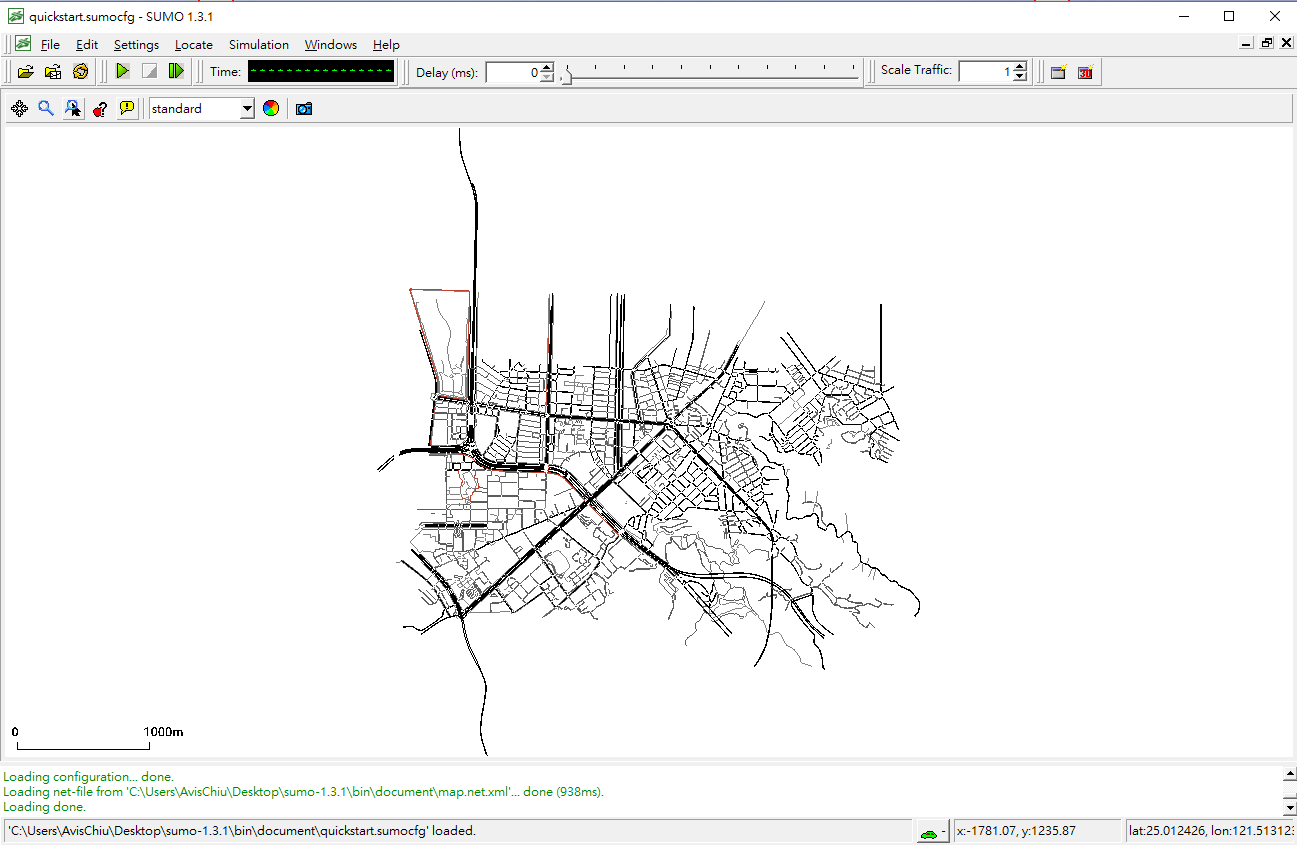 quickstart.sumocfg - SUMO 1.3.1
File Edit Settings Locate Simulation Windows Help
Time: Delay (ms): 0 Scale Traffic: 1
standard
0 1000m
Loading configuration... done.
Loading net-file from 'C:\Users\AvisChiu\Desktop\sumo-1.3.1\bin\document\map.net.xml'... done (938ms).
Loading done.
'C:\Users\AvisChiu\Desktop\sumo-1.3.1\bin\document\quickstart.sumocfg' loaded. - x:-1781.07, y:1235.87 lat:25.012426, lon:121.513123